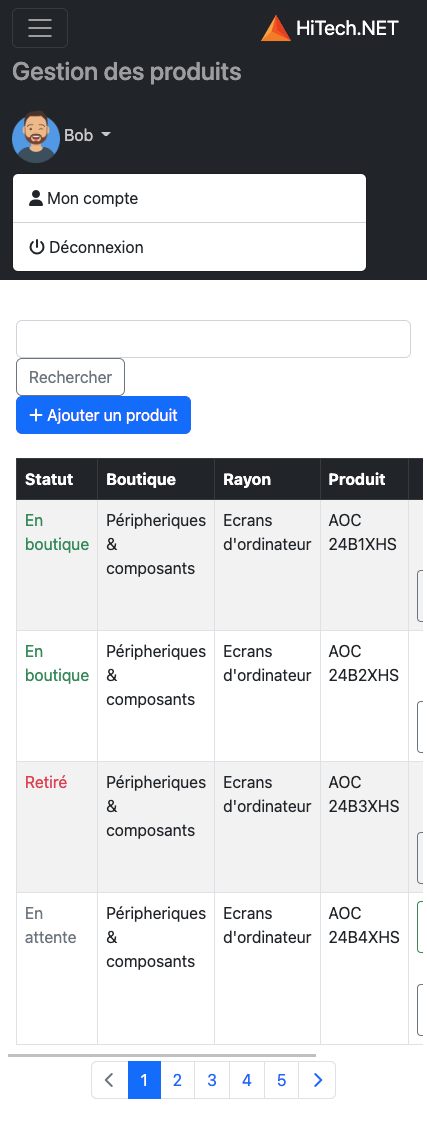 HiTech.NET
Gestion des produits
Bob
Mon compte
Déconnexion
Rechercher
+ Ajouter un produit
Statut Boutique Rayon Produit
En Péripheriques Ecrans AOC
boutique & d'ordinateur 24B1XHS
composants
En Péripheriques Ecrans AOC
boutique & d'ordinateur 24B2XHS
composants
Retiré Péripheriques Ecrans AOC
& d'ordinateur 24B3XHS
composants
En Péripheriques Ecrans AOC
attente & d'ordinateur 24B4XHS
composants
1 2 3 4 5